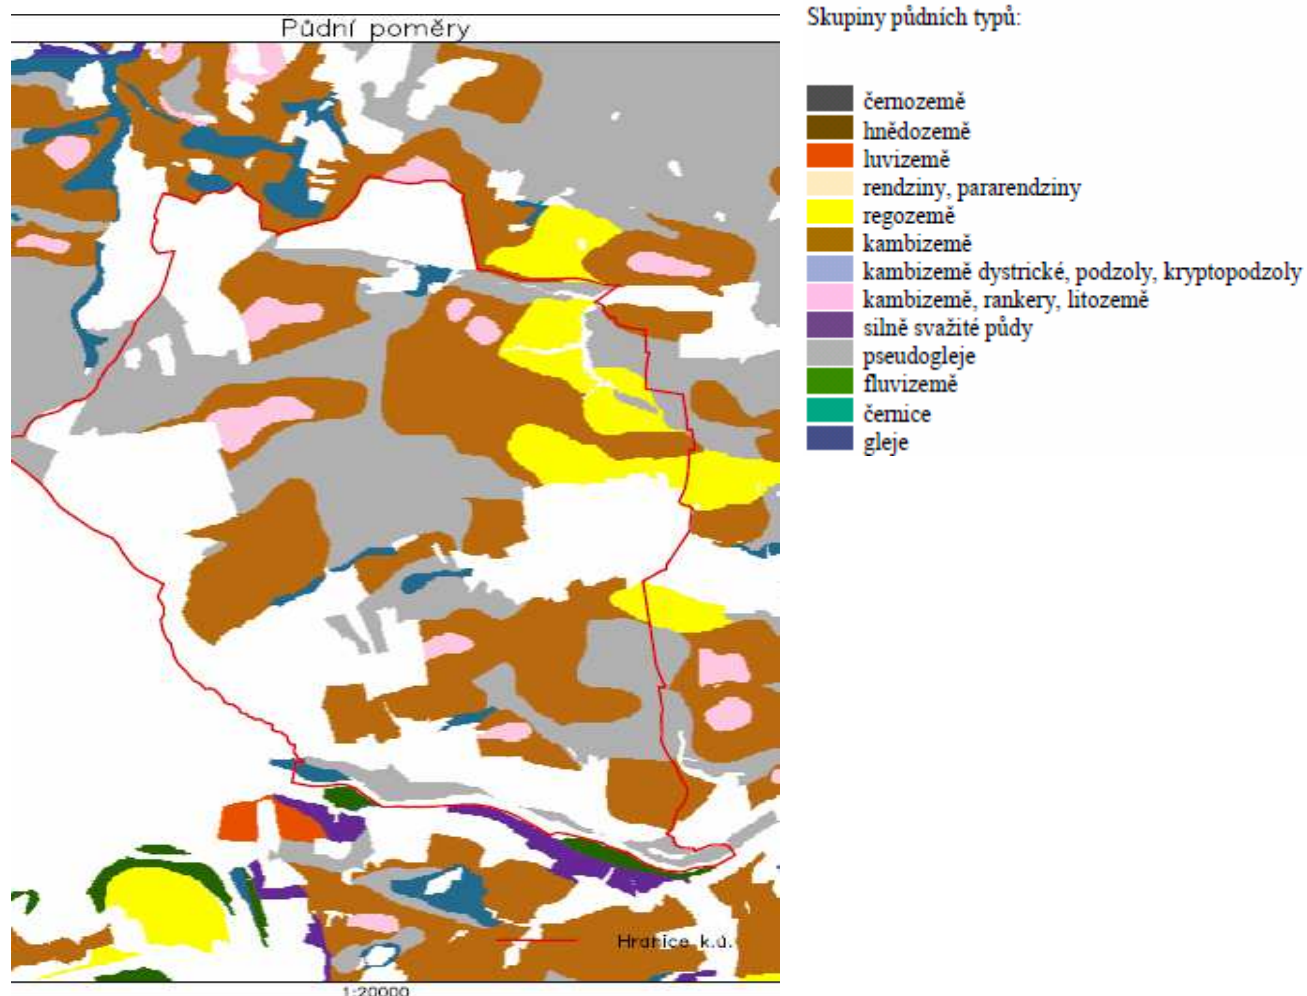 Půdní poměry
Skupiny půdních typů:
černozemě
hnědozemě
luvizemě
rendziny, pararendziny
regozemě
kambizemě
kambizemě dystrické, podzoly, kryptopodzoly
kambizemě, rankery, litozemě
silně svažité půdy
pseudogleje
fluvizemě
černice
gleje
Hranice k.ú.
1:20000